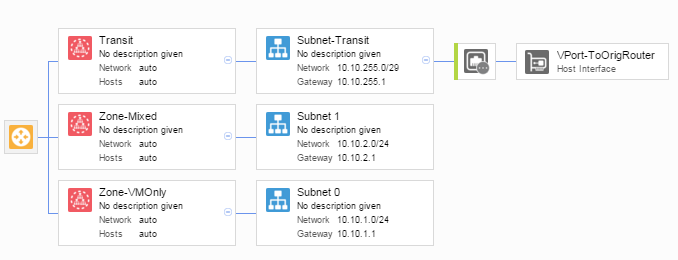 Transit
No description given
Network auto
Hosts auto
Subnet-Transit
No description given
Network 10.10.255.0/29
Gateway 10.10.255.1
VPort-ToOrigRouter
Host Interface
Zone-Mixed
No description given
Network auto
Hosts auto
Subnet 1
No description given
Network 10.10.2.0/24
Gateway 10.10.2.1
Zone-VMOnly
No description given
Network auto
Hosts auto
Subnet 0
No description given
Network 10.10.1.0/24
Gateway 10.10.1.1